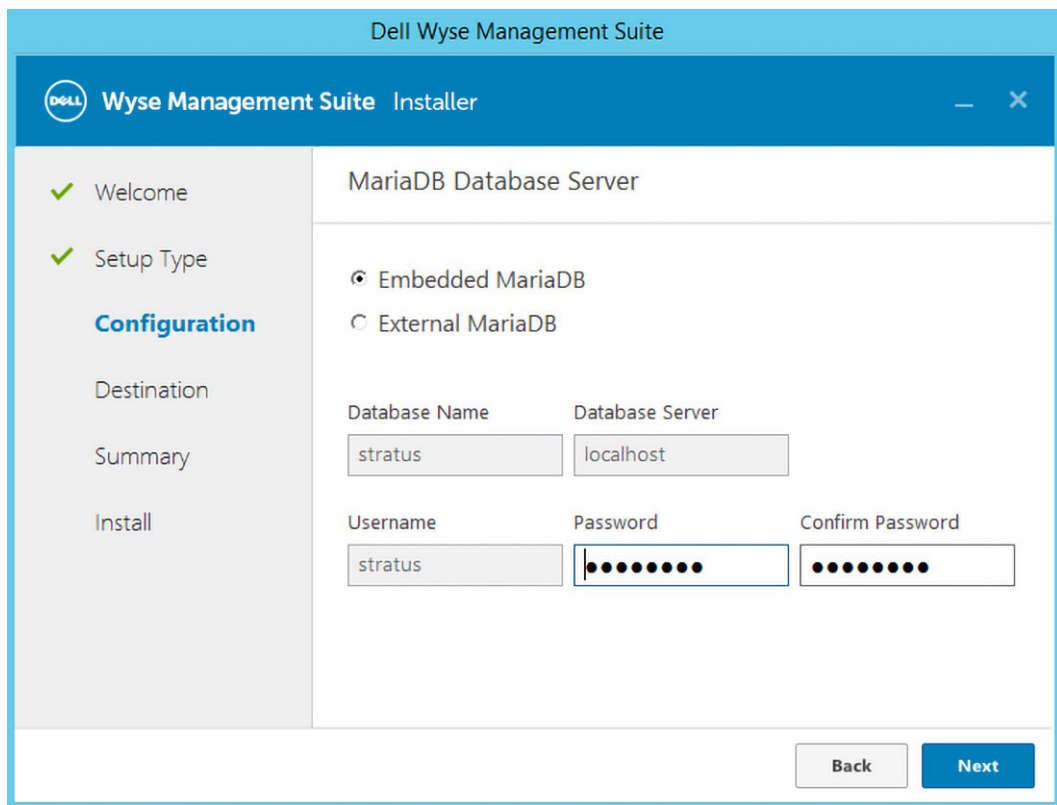 Dell Wyse Management Suite
DELL Wyse Management Suite Installer
Welcome
Setup Type
Configuration
Destination
Summary
Install
MariaDB Database Server
Embedded MariaDB
External MariaDB
Database Name Database Server
stratus localhost
Username Password Confirm Password
stratus ●●●●●●●● ●●●●●●●●
Back Next